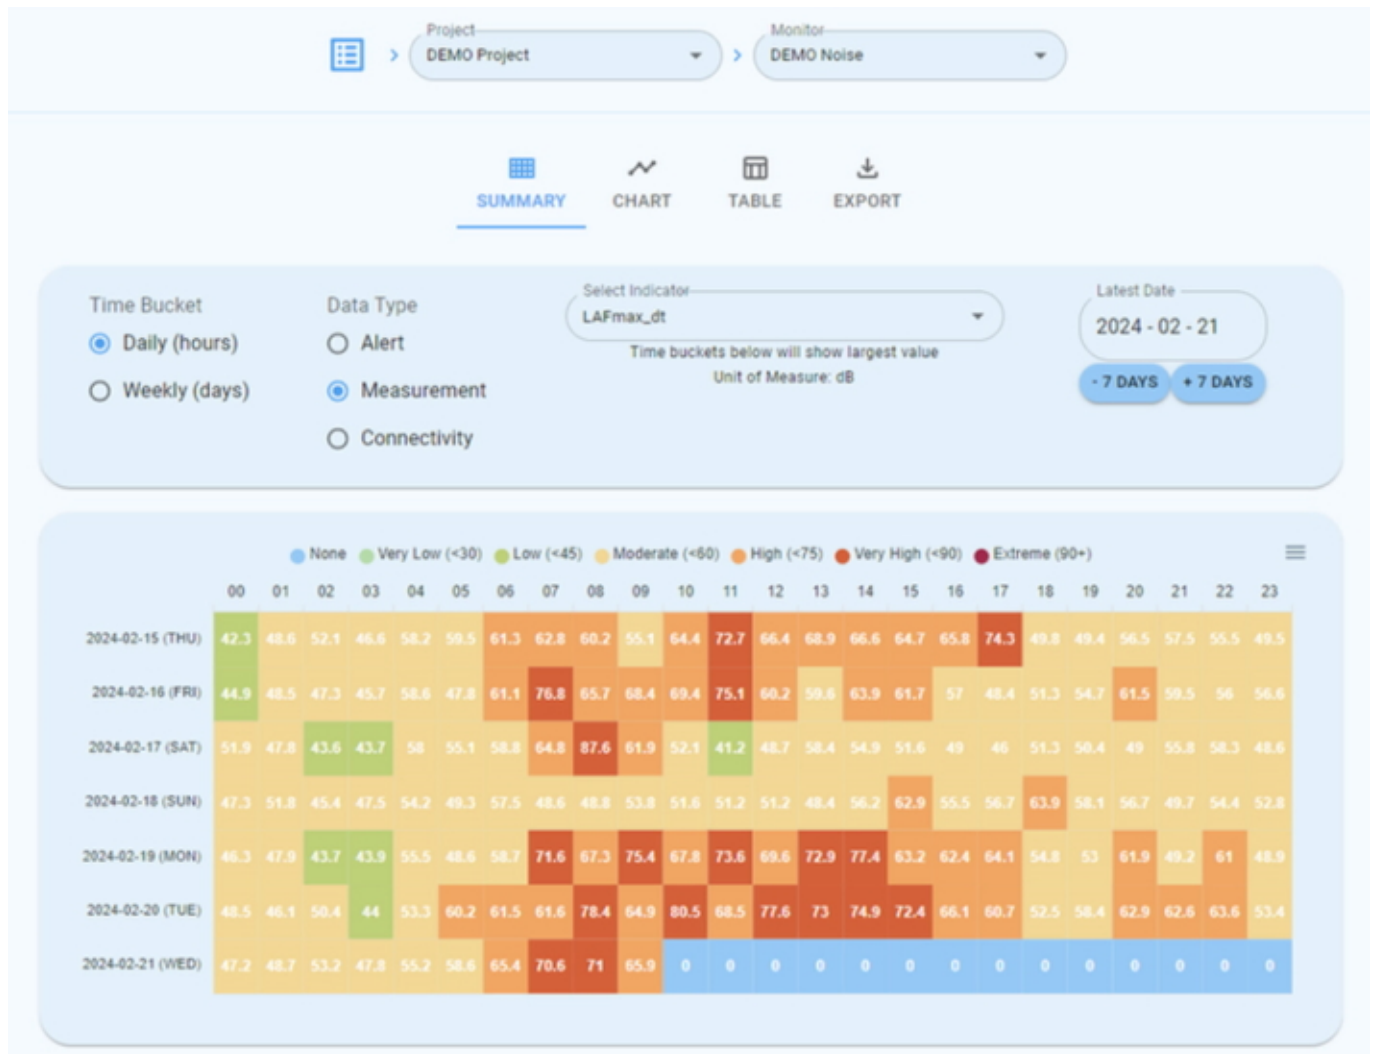 Project
DEMO Project
Monitor
DEMO Noise
SUMMARY CHART TABLE EXPORT
Time Bucket
Daily (hours)
Weekly (days)
Data Type
Alert
Measurement
Connectivity
Select Indicator
LAFmax_dt
Time buckets below will show largest value
Unit of Measure: dB
Latest Date
2024 - 02 - 21
- 7 DAYS + 7 DAYS
None Very Low (<30) Low (<45) Moderate (<60) High (<75) Very High (<90) Extreme (90+)
00 01 02 03 04 05 06 07 08 09 10 11 12 13 14 15 16 17 18 19 20 21 22 23
2024-02-15 (THU) 42.3 48.6 52.1 46.6 58.2 59.5 61.3 62.8 60.2 55.1 64.4 72.7 66.4 68.9 66.6 64.7 65.8 74.3 49.8 49.4 56.5 57.5 55.5 49.5
2024-02-16 (FRI) 44.9 48.5 47.3 45.7 58.6 47.8 61.1 76.8 65.7 68.4 69.4 75.1 60.2 59.6 63.9 61.7 57 48.4 51.3 54.7 61.5 59.5 56 56.6
2024-02-17 (SAT) 51.9 47.8 43.6 43.7 58 55.1 58.8 64.8 87.6 61.9 52.1 41.2 48.7 58.4 54.9 51.6 49 46 51.3 50.4 49 55.8 58.3 48.6
2024-02-18 (SUN) 47.3 51.8 45.4 47.5 54.2 49.3 57.5 48.6 48.8 53.8 51.6 51.2 51.2 48.4 56.2 62.9 55.5 56.7 63.9 58.1 56.7 49.7 54.4 52.8
2024-02-19 (MON) 46.3 47.9 43.7 43.9 55.5 48.6 58.7 71.6 67.3 75.4 67.8 73.6 69.6 72.9 77.4 63.2 62.4 64.1 54.8 53 61.9 49.2 61 48.9
2024-02-20 (TUE) 48.5 46.1 50.4 44 53.3 60.2 61.5 61.6 78.4 64.9 80.5 68.5 77.6 73 74.9 72.4 66.1 60.7 52.5 58.4 62.9 62.6 63.6 53.4
2024-02-21 (WED) 47.2 48.7 53.2 47.8 55.2 58.6 65.4 70.6 71 65.9 0 0 0 0 0 0 0 0 0 0 0 0 0 0